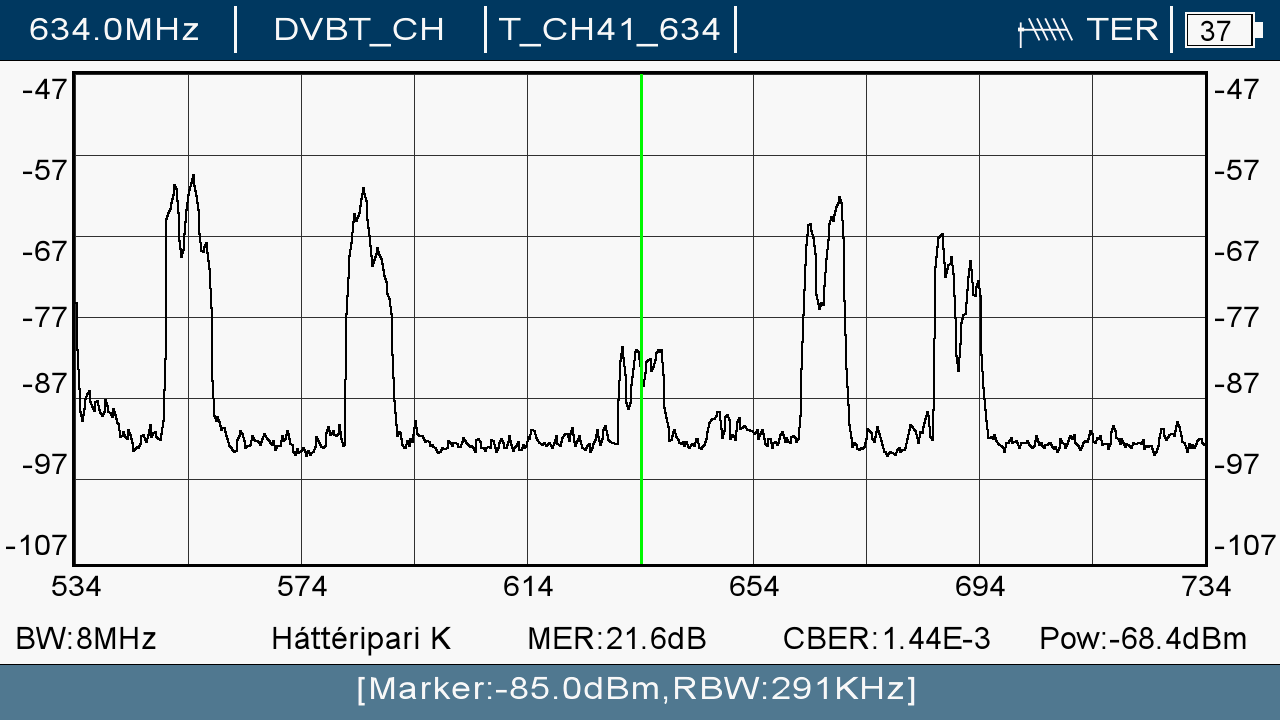 634.0MHz DVBT_CH T_CH41_634 TER 37
-47 -47
-57 -57
-67 -67
-77 -77
-87 -87
-97 -97
-107 -107
534 574 614 654 694 734
BW:8MHz Háttéripari K MER:21.6dB CBER:1.44E-3 Pow:-68.4dBm
[Marker:-85.0dBm,RBW:291KHz]